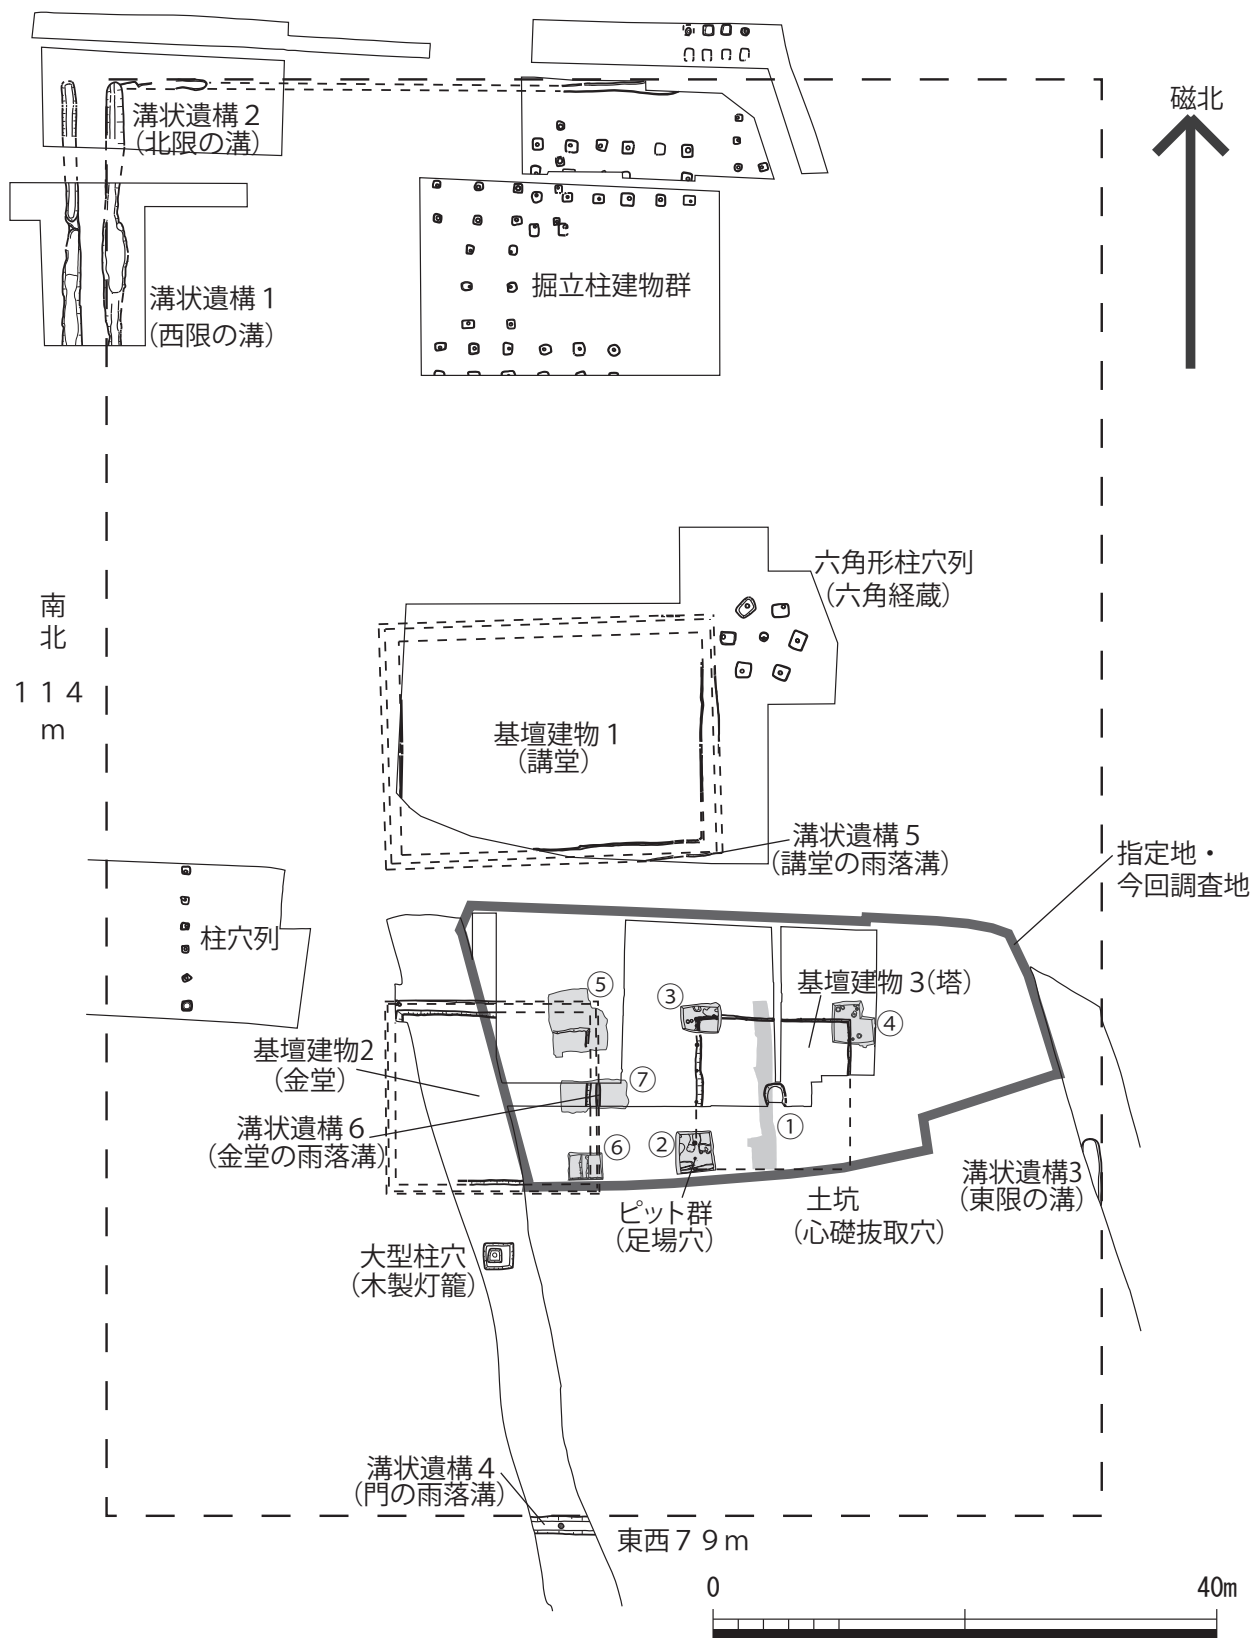 磁北
溝状遺構２
（北限の溝）
溝状遺構１
（西限の溝）
掘立柱建物群
六角形柱穴列
（六角経蔵）
南
北
１１４
ｍ
基壇建物１
（講堂）
溝状遺構５
（講堂の雨落溝）
指定地・
今回調査地
柱穴列
⑤
③
基壇建物３(塔)
④
基壇建物2
（金堂）
⑦
溝状遺構６
（金堂の雨落溝）
⑥
②
①
ピット群
（足場穴）
土坑
（心礎抜取穴）
溝状遺構3
（東限の溝）
大型柱穴
（木製灯籠）
溝状遺構４
（門の雨落溝）
東西７９ｍ
0
40m